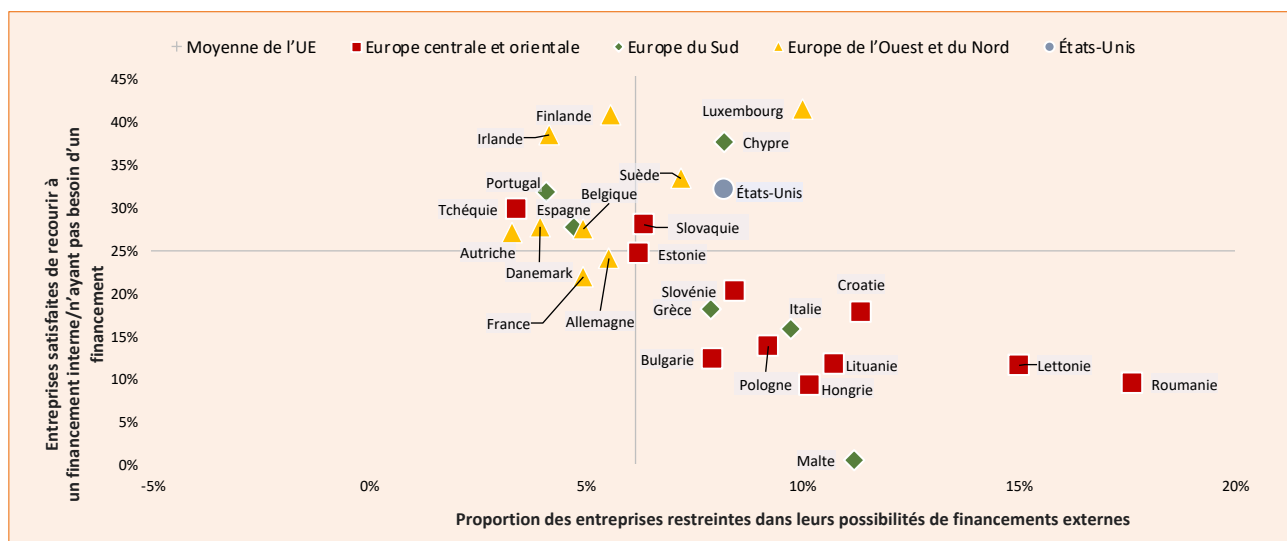 Moyenne de l’UE
Europe centrale et orientale
Europe du Sud
Europe de l’Ouest et du Nord
États-Unis
Entreprises satisfaites de recourir à
un financement interne/n’ayant pas besoin d’un
financement
45%
40%
35%
30%
25%
20%
15%
10%
5%
0%
Finlande
Luxembourg
Irlande
Chypre
Suède
Portugal
Belgique
États-Unis
Tchéquie
Espagne
Slovaquie
Autriche
Estonie
Danemark
Croatie
Slovénie
Grèce
Italie
France
Allemagne
Bulgarie
Lituanie
Lettonie
Pologne
Hongrie
Roumanie
Malte
-5%
0%
5%
10%
15%
20%
Proportion des entreprises restreintes dans leurs possibilités de financements externes